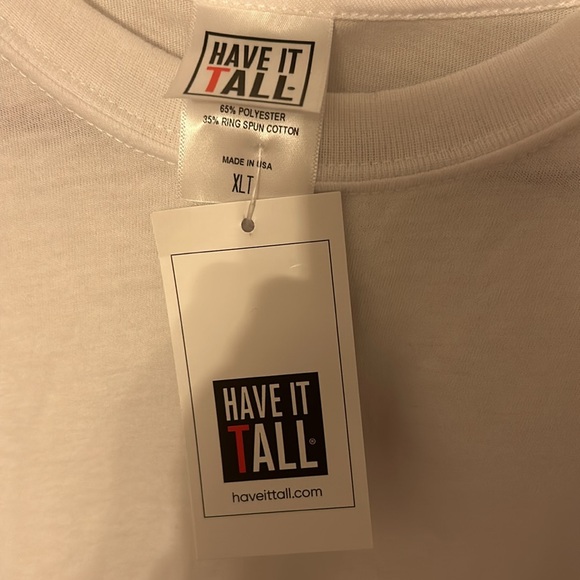 HAVE IT
TALL
65% POLYESTER
35% RING SPUN COTTON
MADE IN USA
XLT
HAVE IT
TALL®
haveittall.com